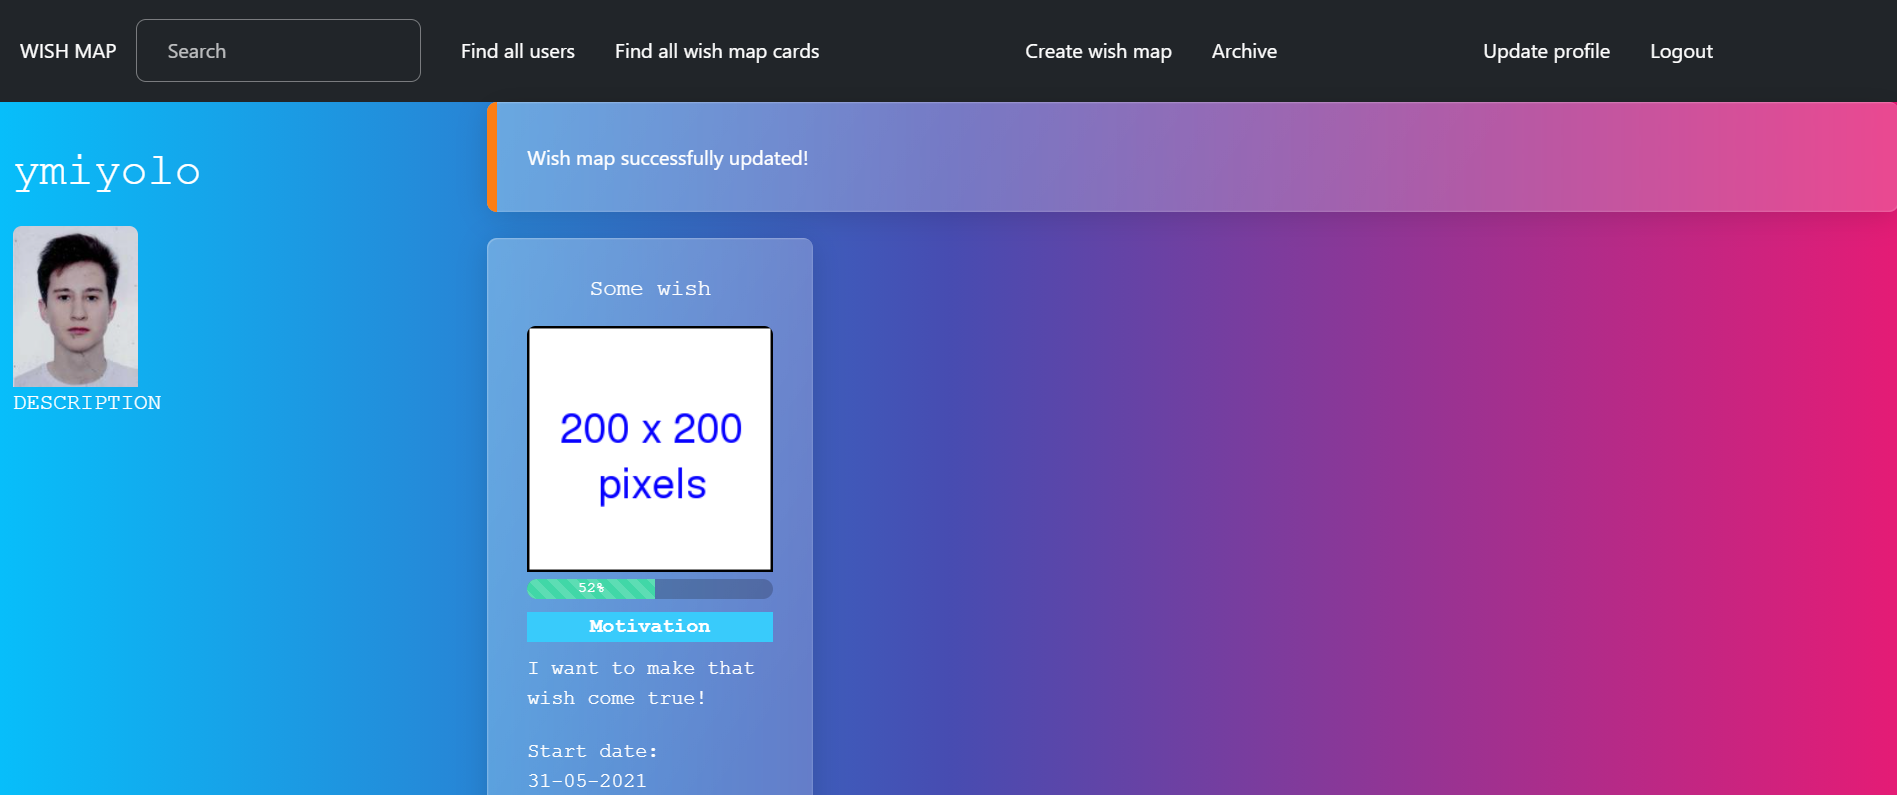 WISH MAP Search Find all users Find all wish map cards Create wish map Archive Update profile Logout
ymiyolo
DESCRIPTION
Wish map successfully updated!
Some wish
200 x 200
pixels
52%
Motivation
I want to make that
wish come true!
Start date:
31-05-2021